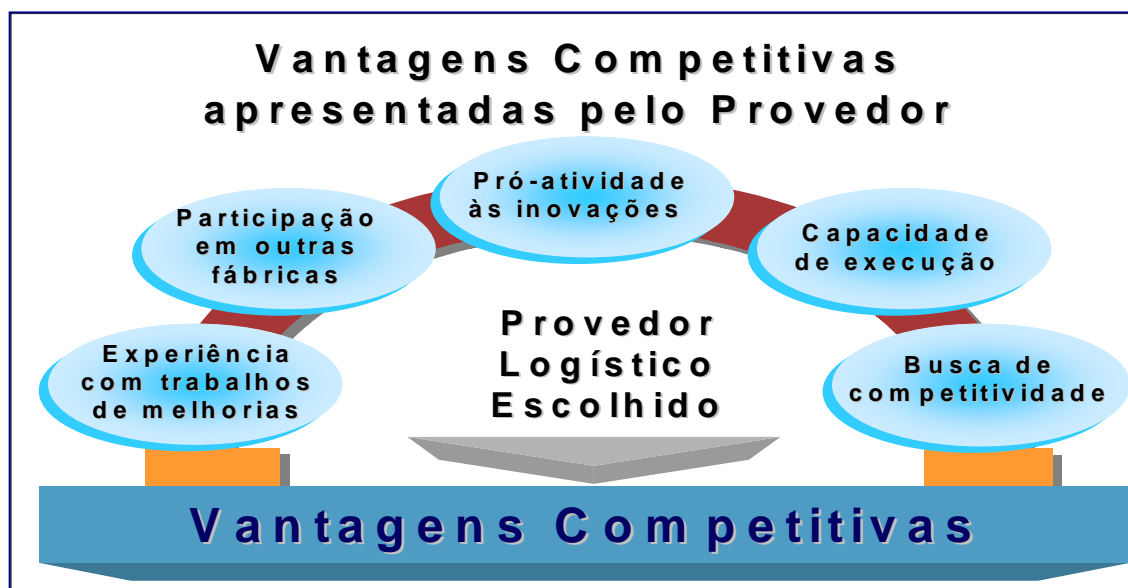 Vantagens Competitivas
apresentadas pelo Provedor
Pró-atividade
às inovações
Participação
em outras
fábricas
Capacidade
de execução
Experiência
com trabalhos
de melhorias
Provedor
Logístico
Escolhido
Busca de
competitividade
Vantagens Competitivas